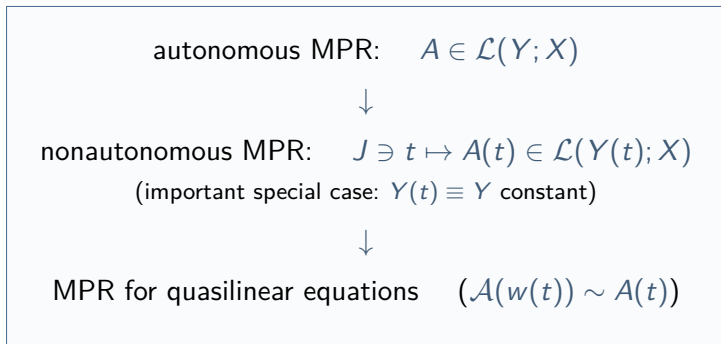 autonomous MPR: A ∈ ℒ(Y; X)
↓
nonautonomous MPR: J ∋ t ↦ A(t) ∈ ℒ(Y(t); X)
(important special case: Y(t) ≡ Y constant)
↓
MPR for quasilinear equations (𝒜(w(t)) ∼ A(t))